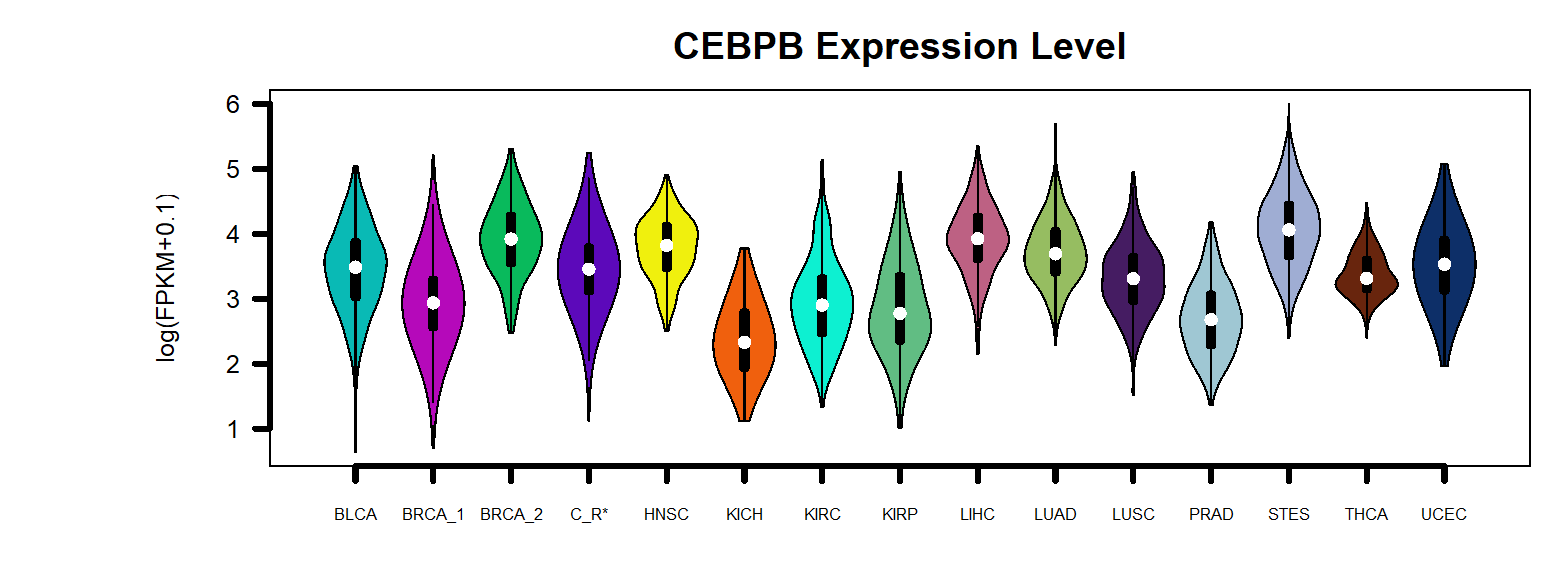 CEBPB Expression Level
log(FPKM+0.1)
6
5
4
3
2
1
BLCA BRCA_1 BRCA_2 C_R* HNSC KICH KIRC KIRP LIHC LUAD LUSC PRAD STES THCA UCEC